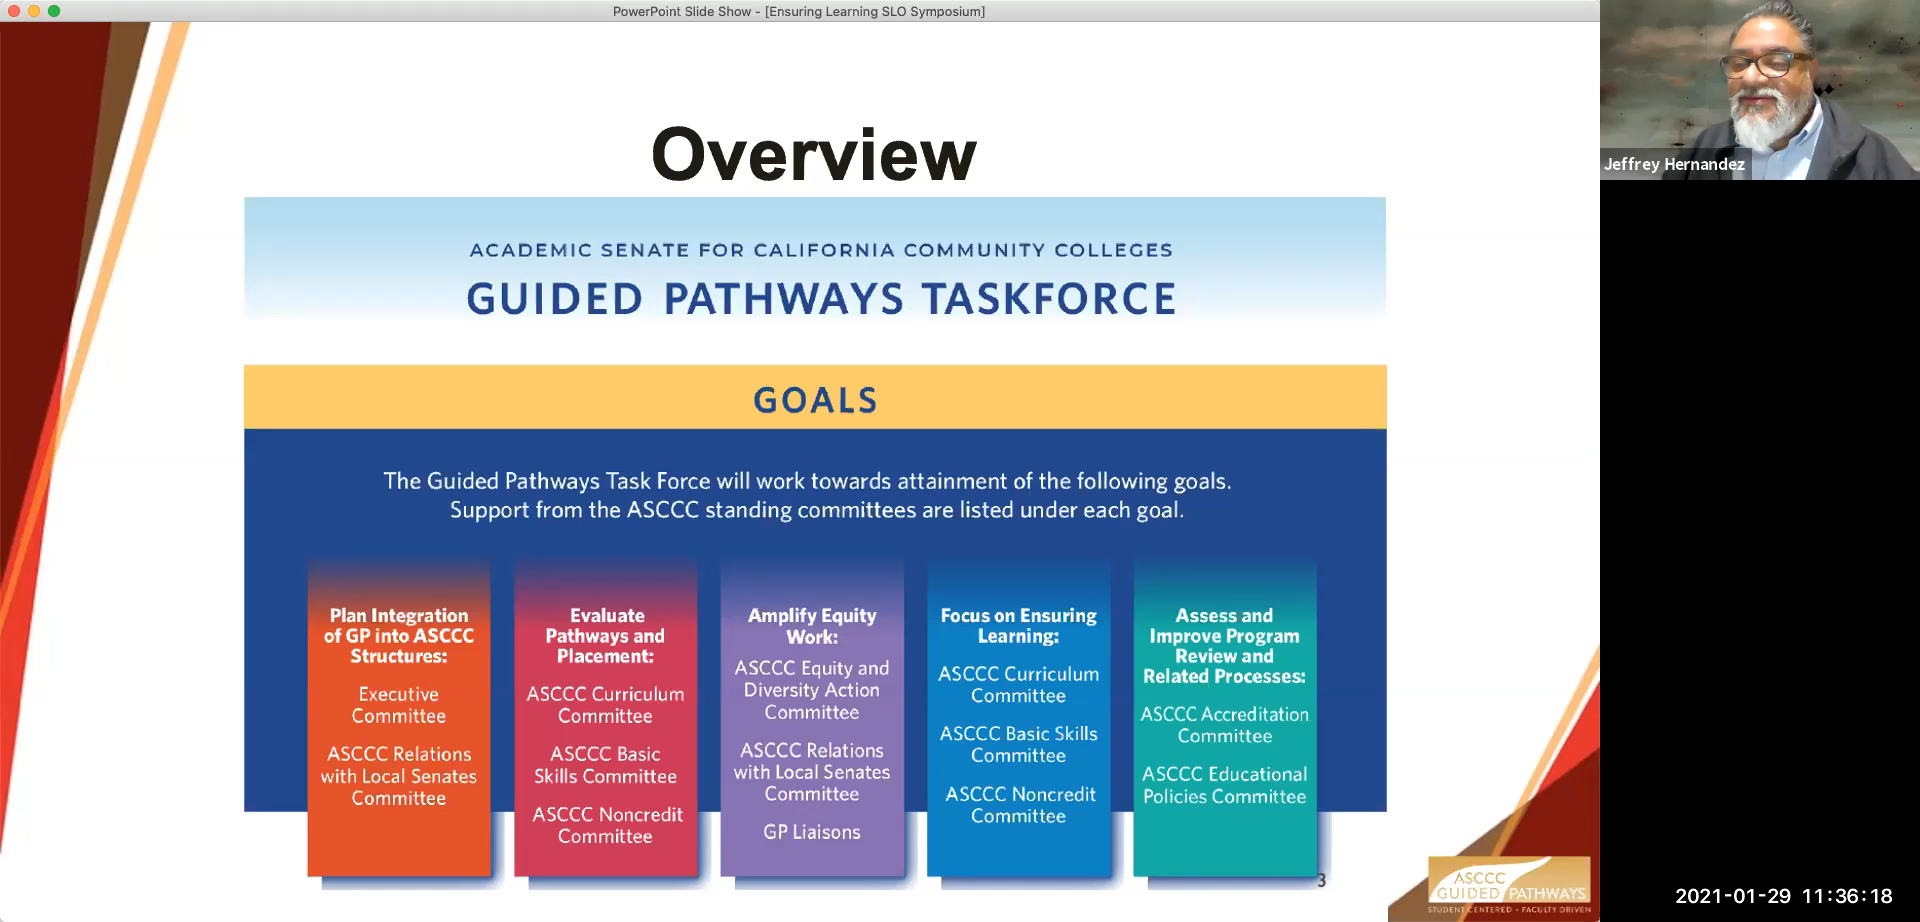 PowerPoint Slide Show - [Ensuring Learning SLO Symposium]
Overview
ACADEMIC SENATE FOR CALIFORNIA COMMUNITY COLLEGES
GUIDED PATHWAYS TASKFORCE
GOALS
The Guided Pathways Task Force will work towards attainment of the following goals.
Support from the ASCCC standing committees are listed under each goal.
Plan Integration
of GP into ASCCC
Structures:
Executive
Committee
ASCCC Relations
with Local Senates
Committee
Evaluate
Pathways and
Placement:
ASCCC Curriculum
Committee
ASCCC Basic
Skills Committee
ASCCC Noncredit
Committee
Amplify Equity
Work:
ASCCC Equity and
Diversity Action
Committee
ASCCC Relations
with Local Senates
Committee
GP Liaisons
Focus on Ensuring
Learning:
ASCCC Curriculum
Committee
ASCCC Basic Skills
Committee
ASCCC Noncredit
Committee
Assess and
Improve Program
Review and
Related Processes:
ASCCC Accreditation
Committee
ASCCC Educational
Policies Committee
3
ASCCC
GUIDED PATHWAYS
STUDENT CENTERED • FACULTY DRIVEN
Jeffrey Hernandez
2021-01-29 11:36:18